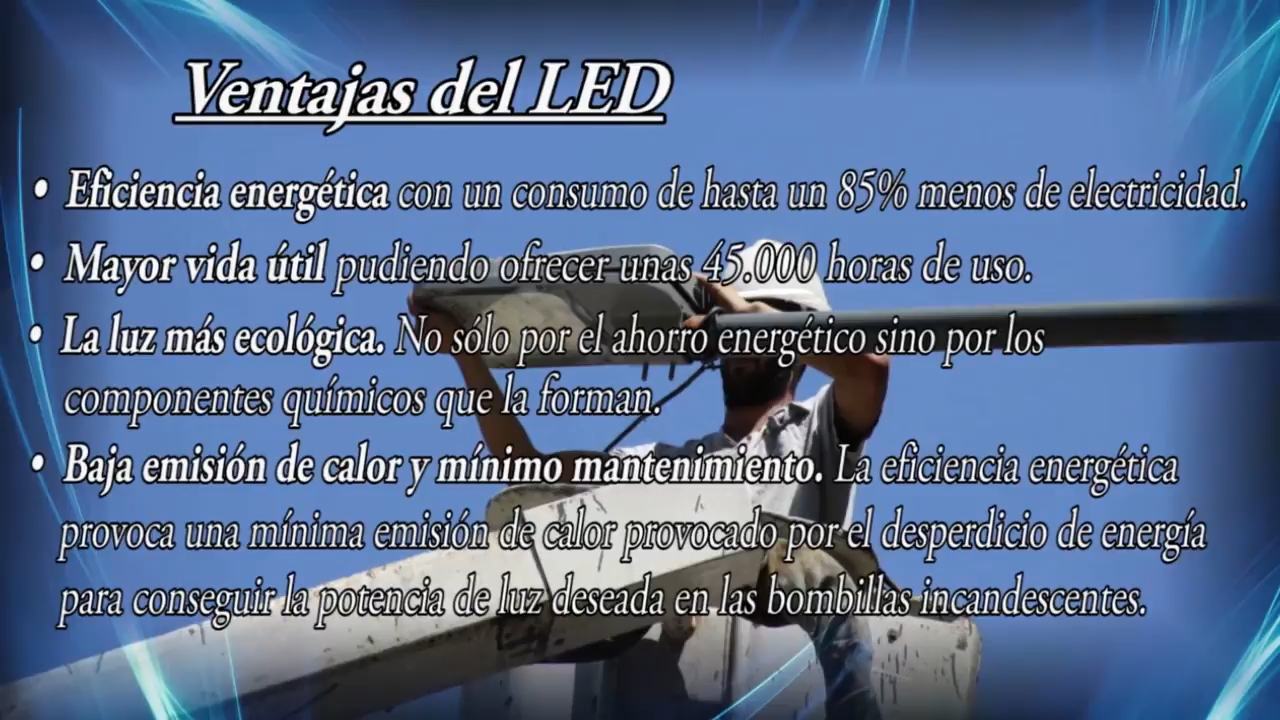 Ventajas del LED
• Eficiencia energética con un consumo de hasta un 85% menos de electricidad.
• Mayor vida útil pudiendo ofrecer unas 45.000 horas de uso.
• La luz más ecológica. No sólo por el ahorro energético sino por los
componentes químicos que la forman.
• Baja emisión de calor y mínimo mantenimiento. La eficiencia energética
provoca una mínima emisión de calor provocado por el desperdicio de energía
para conseguir la potencia de luz deseada en las bombillas incandescentes.